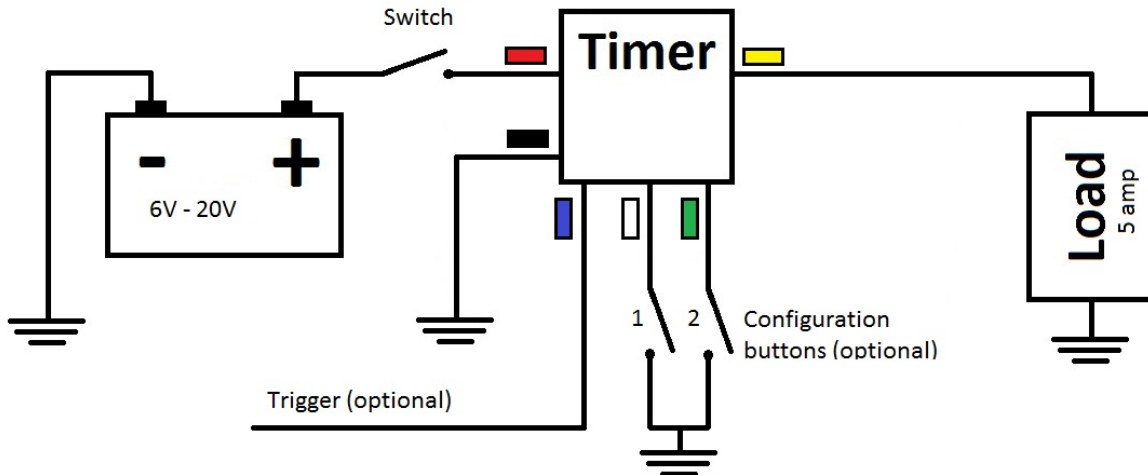 Switch
Timer
- +
6V - 20V
Load
5 amp
1 2 Configuration
buttons (optional)
Trigger (optional)